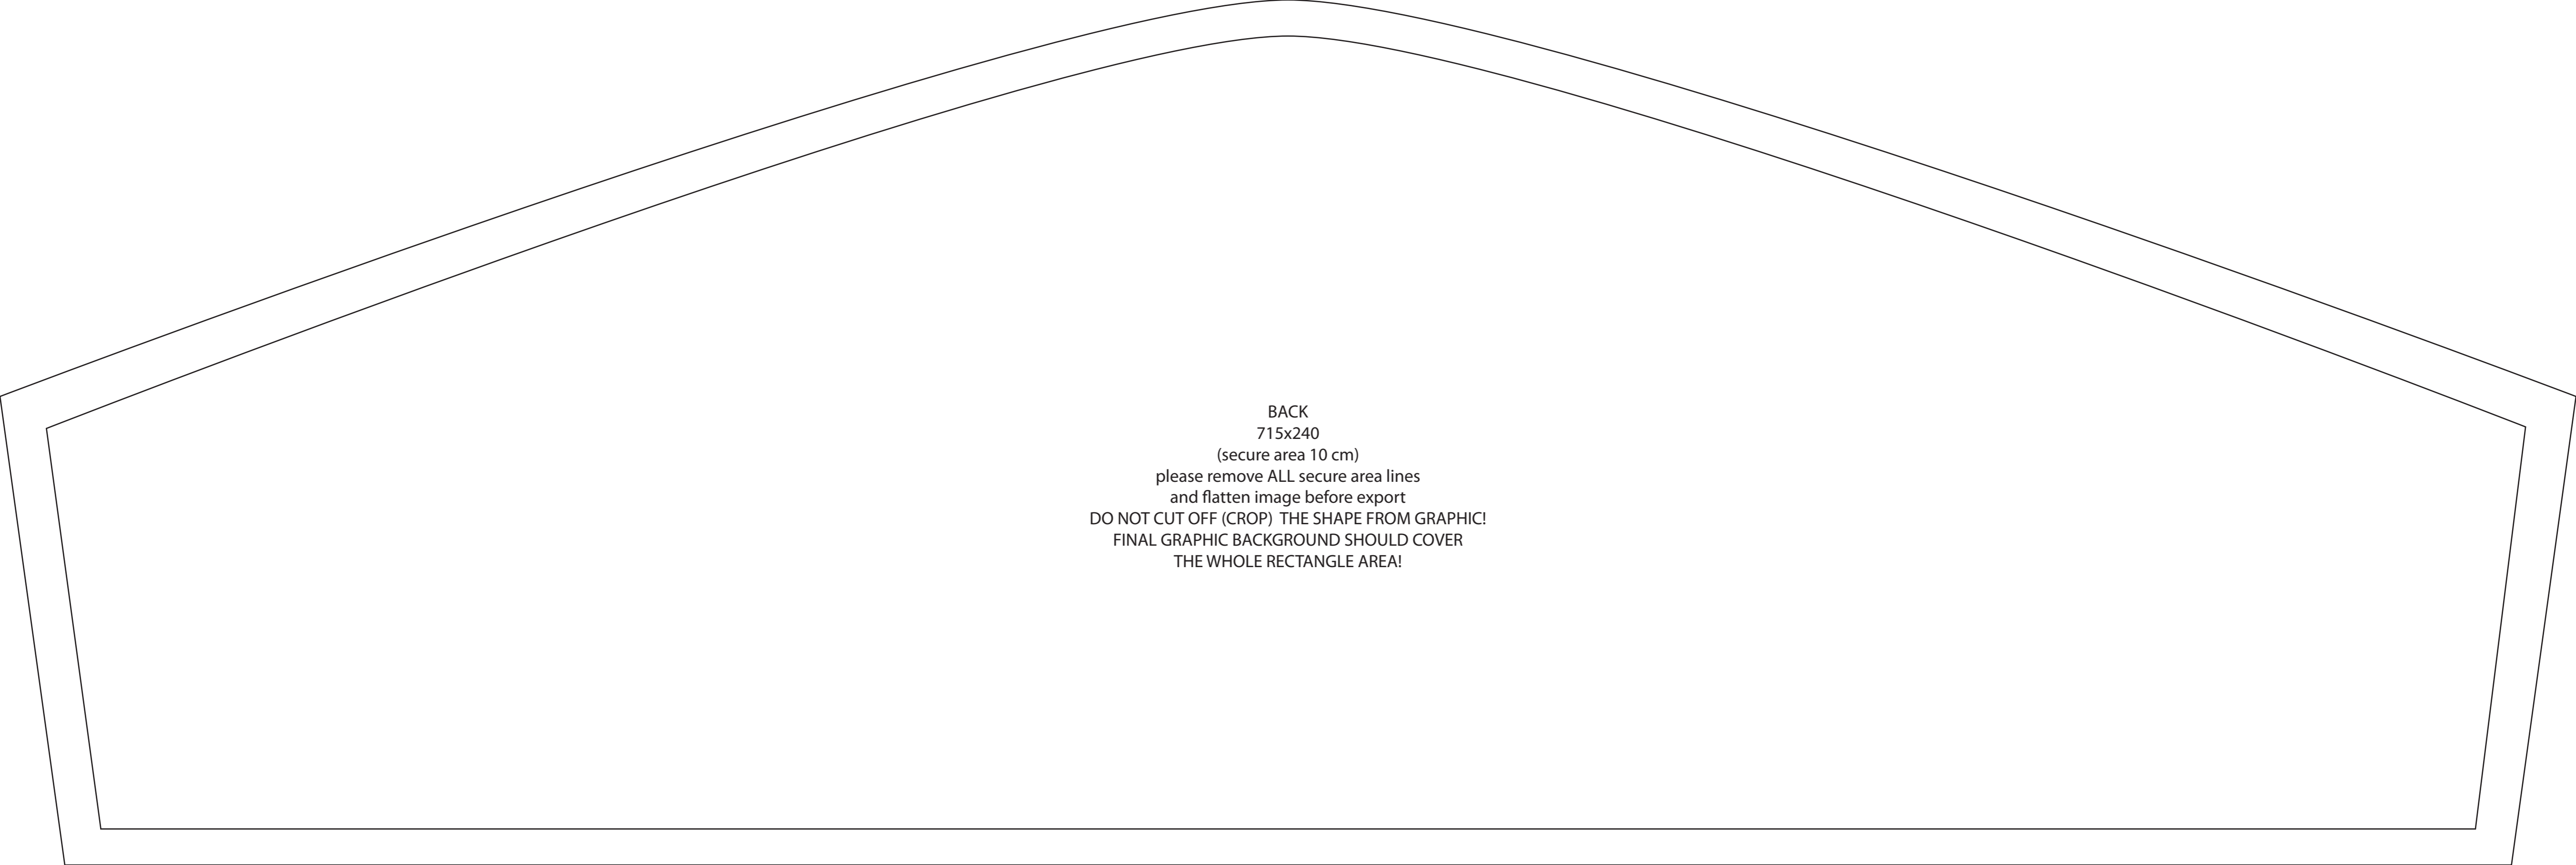 BACK
715x240
(secure area 10 cm)
please remove ALL secure area lines
and flatten image before export
DO NOT CUT OFF (CROP)  THE SHAPE FROM GRAPHIC!
FINAL GRAPHIC BACKGROUND SHOULD COVER
THE WHOLE RECTANGLE AREA!